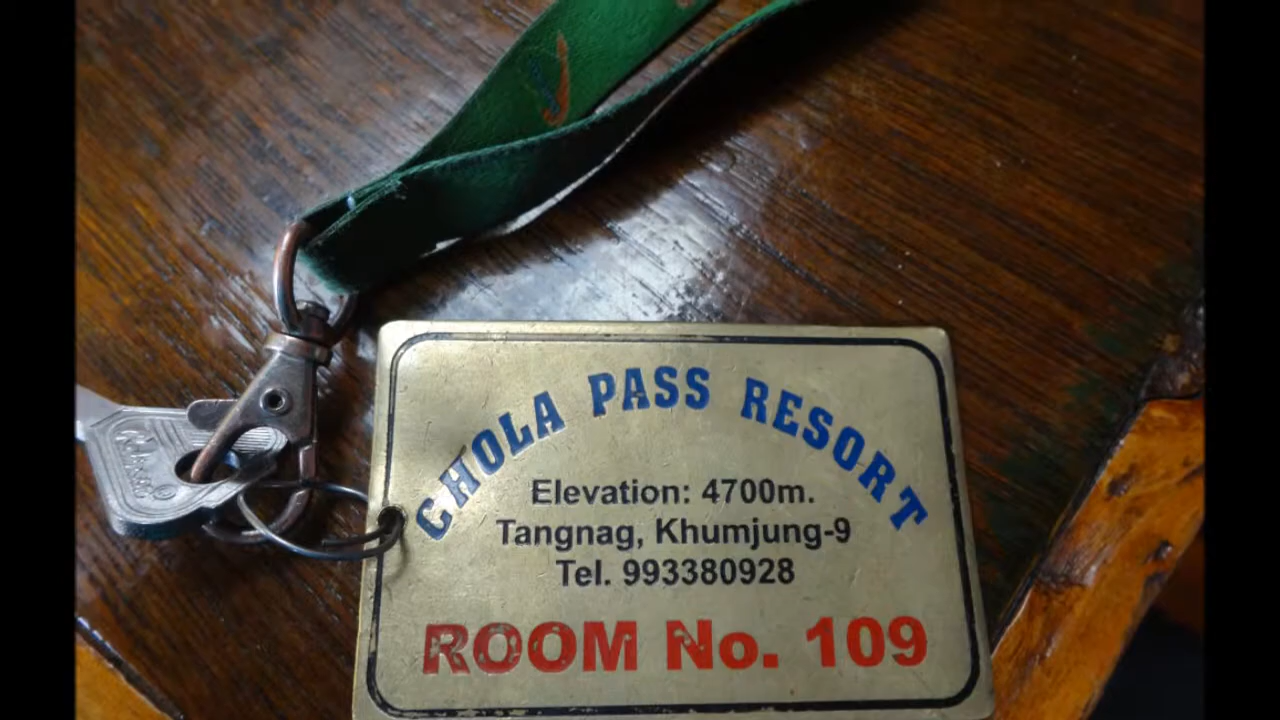 CHOLA PASS RESORT
Elevation: 4700m.
Tangnag, Khumjung-9
Tel. 993380928
ROOM No. 109